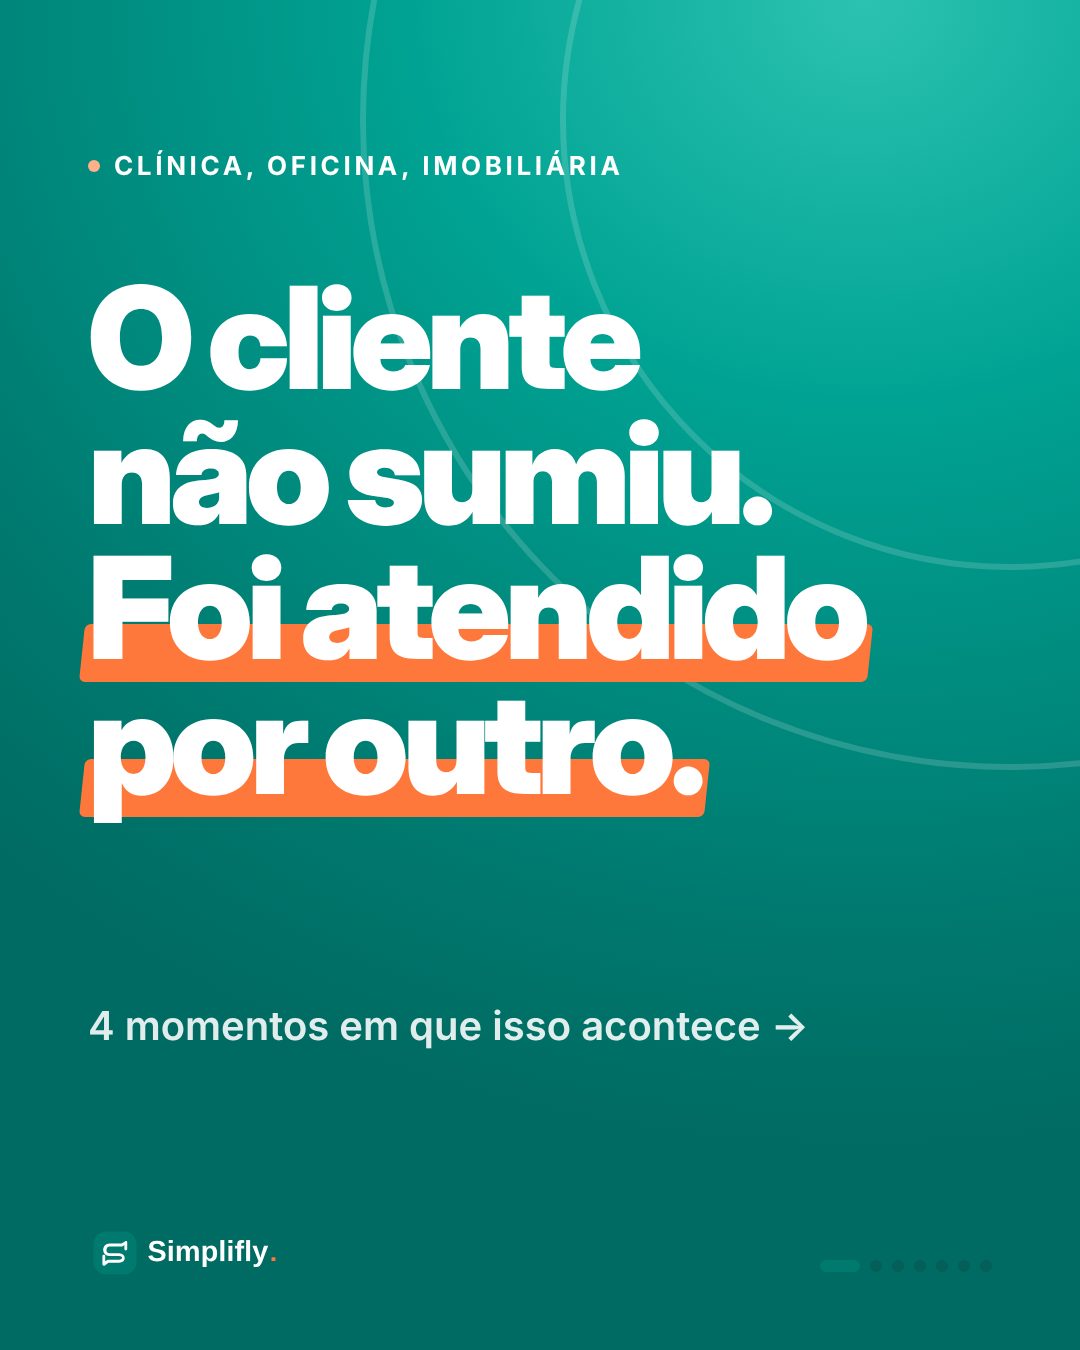 CLÍNICA, OFICINA, IMOBILIÁRIA
O cliente
não sumiu.
Foi atendido
por outro.
4 momentos em que isso acontece →
Simplifly.